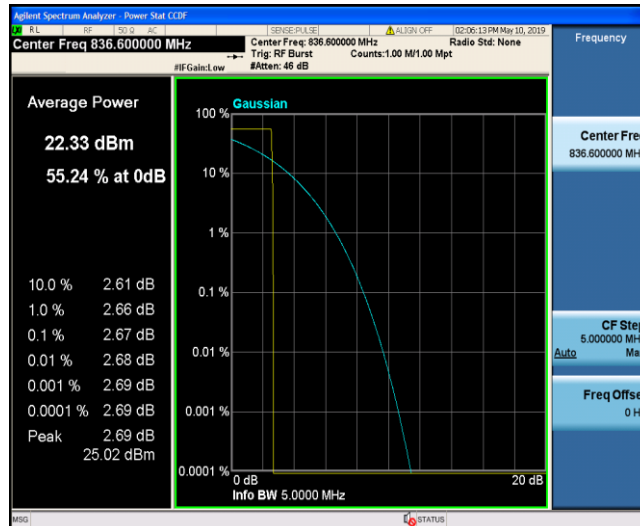 Agilent Spectrum Analyzer - Power Stat CCDF
RL RF 50 Ω AC SENSE:PULSE ALIGN OFF 02:06:13 PM May 10, 2019
Center Freq 836.600000 MHz
Center Freq: 836.600000 MHz Radio Std: None
Trig: RF Burst Counts:1.00 M/1.00 Mpt
#IFGain:Low #Atten: 46 dB
Frequency
Average Power
22.33 dBm
55.24 % at 0dB
10.0 % 2.61 dB
1.0 % 2.66 dB
0.1 % 2.67 dB
0.01 % 2.68 dB
0.001 % 2.69 dB
0.0001 % 2.69 dB
Peak 2.69 dB
25.02 dBm
Gaussian
100 %
10 %
1 %
0.1 %
0.01 %
0.001 %
0.0001 %
0 dB 20 dB
Info BW 5.0000 MHz
Center Fre
836.600000 MH
CF Step
5.000000 MH
Auto Ma
Freq Offse
0 H
MSG STATUS